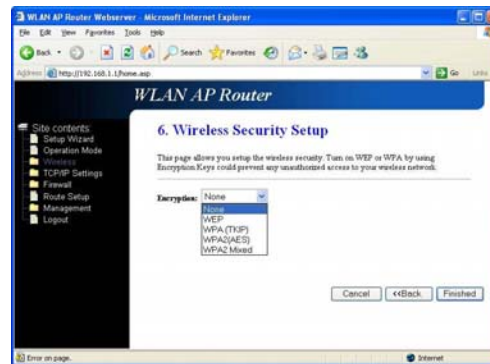 WLAN AP Router Webserver - Microsoft Internet Explorer
File Edit View Favorites Tools Help
Back Search Favorites
Address http://192.168.1.1/home.asp Go Links
WLAN AP Router
Site contents:
Setup Wizard
Operation Mode
Wireless
TCP/IP Settings
Firewall
Route Setup
Management
Logout
6. Wireless Security Setup
This page allows you setup the wireless security. Turn on WEP or WPA by using
Encryption Keys could prevent any unauthorized access to your wireless network.
Encryption: None
None
WEP
WPA (TKIP)
WPA2(AES)
WPA2 Mixed
Cancel <<Back Finished
Error on page. Internet